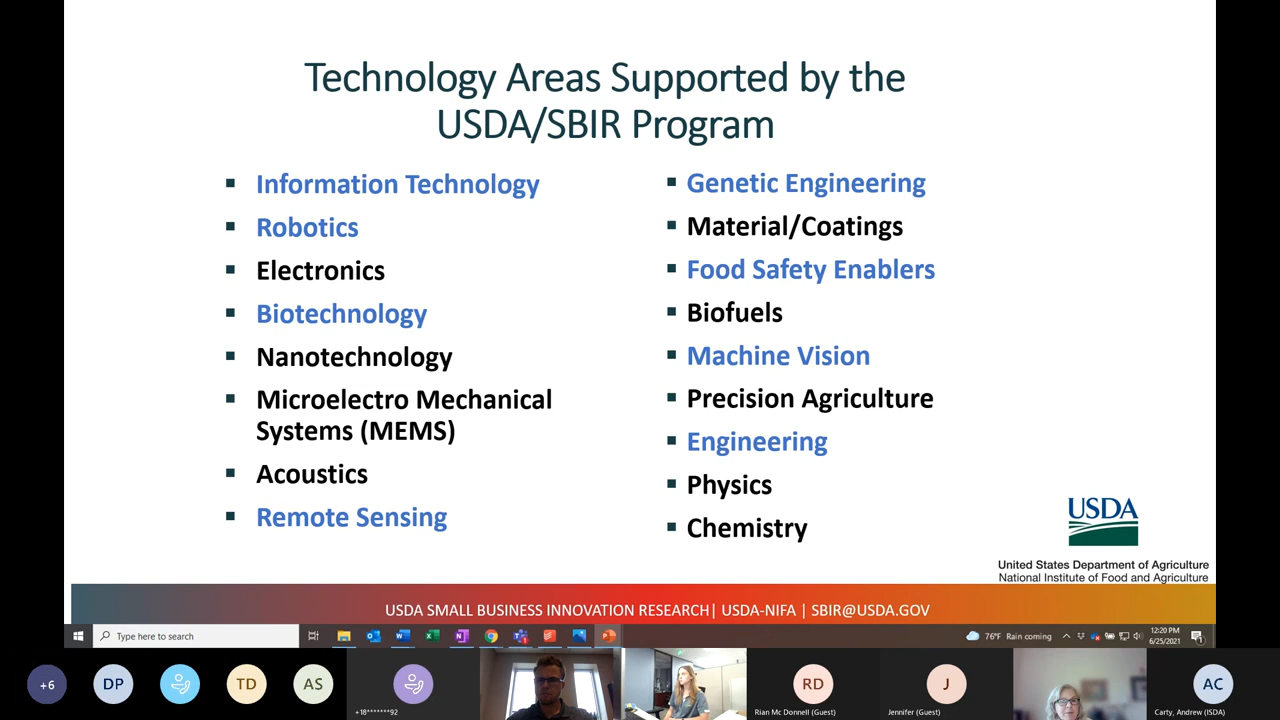 Technology Areas Supported by the
USDA/SBIR Program
Information Technology
Robotics
Electronics
Biotechnology
Nanotechnology
Microelectro Mechanical
Systems (MEMS)
Acoustics
Remote Sensing
Genetic Engineering
Material/Coatings
Food Safety Enablers
Biofuels
Machine Vision
Precision Agriculture
Engineering
Physics
Chemistry
USDA
United States Department of Agriculture
National Institute of Food and Agriculture
USDA SMALL BUSINESS INNOVATION RESEARCH| USDA-NIFA | SBIR@USDA.GOV
Type here to search
76°F Rain coming
12:20 PM
6/25/2021
+6
DP
TD
AS
+18*******92
RD
Rian Mc Donnell (Guest)
J
Jennifer (Guest)
AC
Carty, Andrew (ISDA)